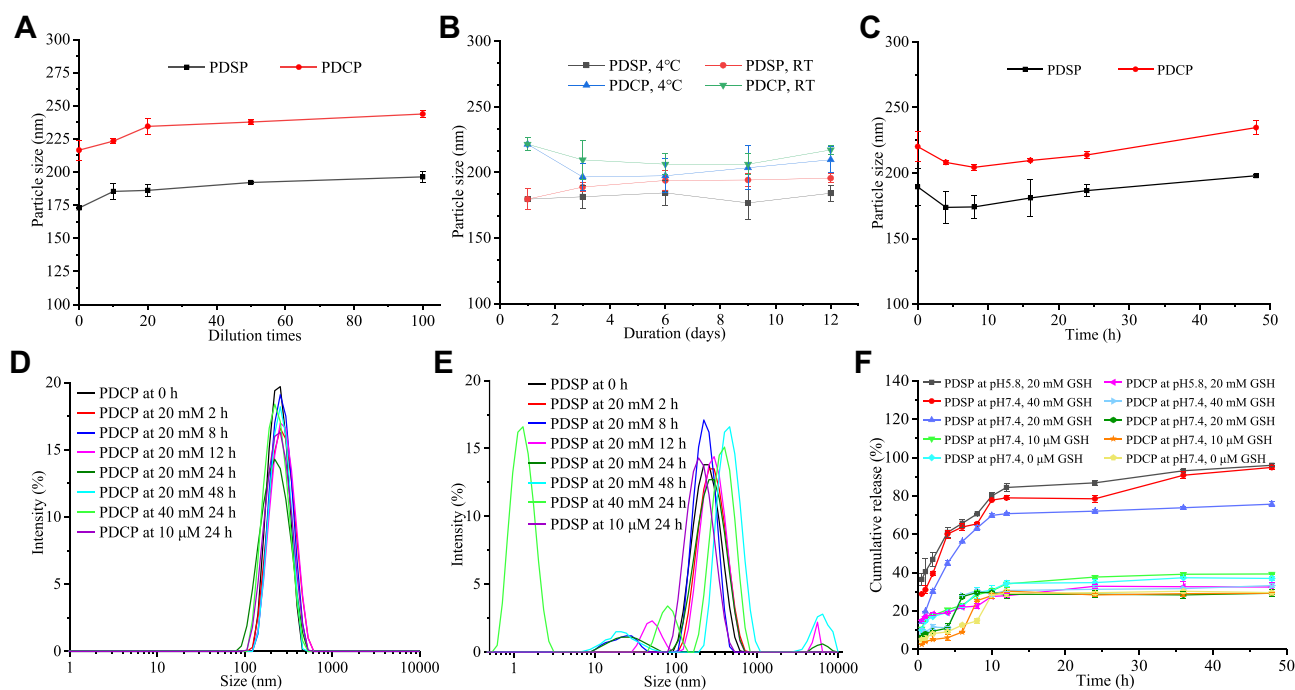 A
300
275
250
225
200
175
150
125
100
Particle size (nm)
PDSP
PDCP
0
20
40
60
80
100
Dilution times
B
300
250
200
150
100
Particle size (nm)
PDSP, 4℃
PDSP, RT
PDCP, 4℃
PDCP, RT
0
2
4
6
8
10
12
Duration (days)
C
300
250
200
150
100
Particle size (nm)
PDSP
PDCP
0
10
20
30
40
50
Time (h)
D
20
15
10
5
0
Intensity (%)
PDCP at 0 h
PDCP at 20 mM 2 h
PDCP at 20 mM 8 h
PDCP at 20 mM 12 h
PDCP at 20 mM 24 h
PDCP at 20 mM 48 h
PDCP at 40 mM 24 h
PDCP at 10 μM 24 h
1
10
100
1000
10000
Size (nm)
E
20
15
10
5
0
Intensity (%)
PDSP at 0 h
PDSP at 20 mM 2 h
PDSP at 20 mM 8 h
PDSP at 20 mM 12 h
PDSP at 20 mM 24 h
PDSP at 20 mM 48 h
PDSP at 40 mM 24 h
PDSP at 10 μM 24 h
1
10
100
1000
10000
Size (nm)
F
140
120
100
80
60
40
20
0
Cumulative release (%)
PDSP at pH5.8, 20 mM GSH
PDCP at pH5.8, 20 mM GSH
PDSP at pH7.4, 40 mM GSH
PDCP at pH7.4, 40 mM GSH
PDSP at pH7.4, 20 mM GSH
PDCP at pH7.4, 20 mM GSH
PDSP at pH7.4, 10 μM GSH
PDCP at pH7.4, 10 μM GSH
PDSP at pH7.4, 0 μM GSH
PDCP at pH7.4, 0 μM GSH
0
10
20
30
40
50
Time (h)